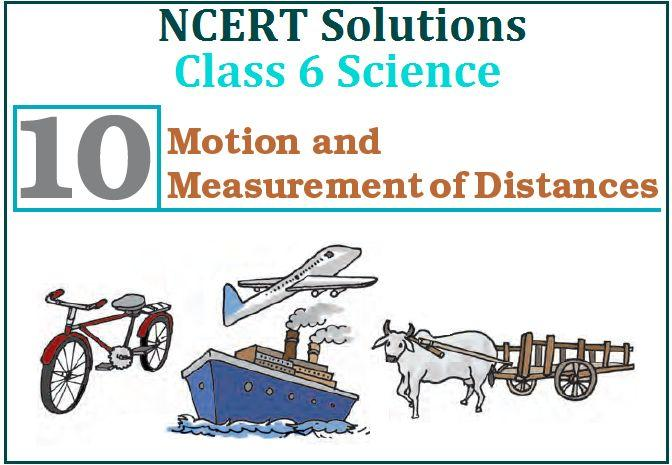 NCERT Solutions
Class 6 Science
10
Motion and
Measurement of Distances